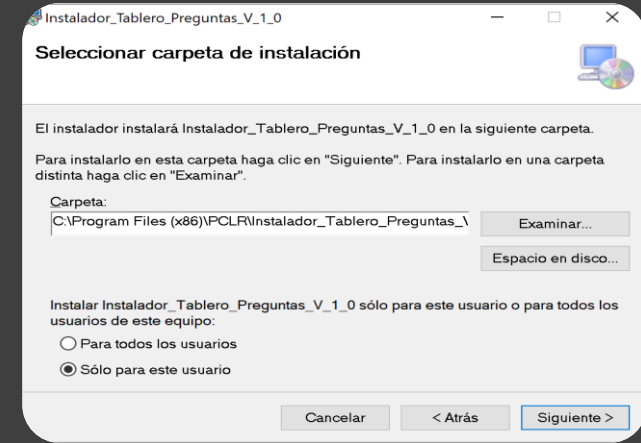 Instalador_Tablero_Preguntas_V_1_0
Seleccionar carpeta de instalación
El instalador instalará Instalador_Tablero_Preguntas_V_1_0 en la siguiente carpeta.
Para instalarlo en esta carpeta haga clic en "Siguiente". Para instalarlo en una carpeta
distinta haga clic en "Examinar".
Carpeta:
C:\Program Files (x86)\PCLR\Instalador_Tablero_Preguntas_V
Examinar...
Espacio en disco...
Instalar Instalador_Tablero_Preguntas_V_1_0 sólo para este usuario o para todos los
usuarios de este equipo:
Para todos los usuarios
Sólo para este usuario
Cancelar
< Atrás
Siguiente >